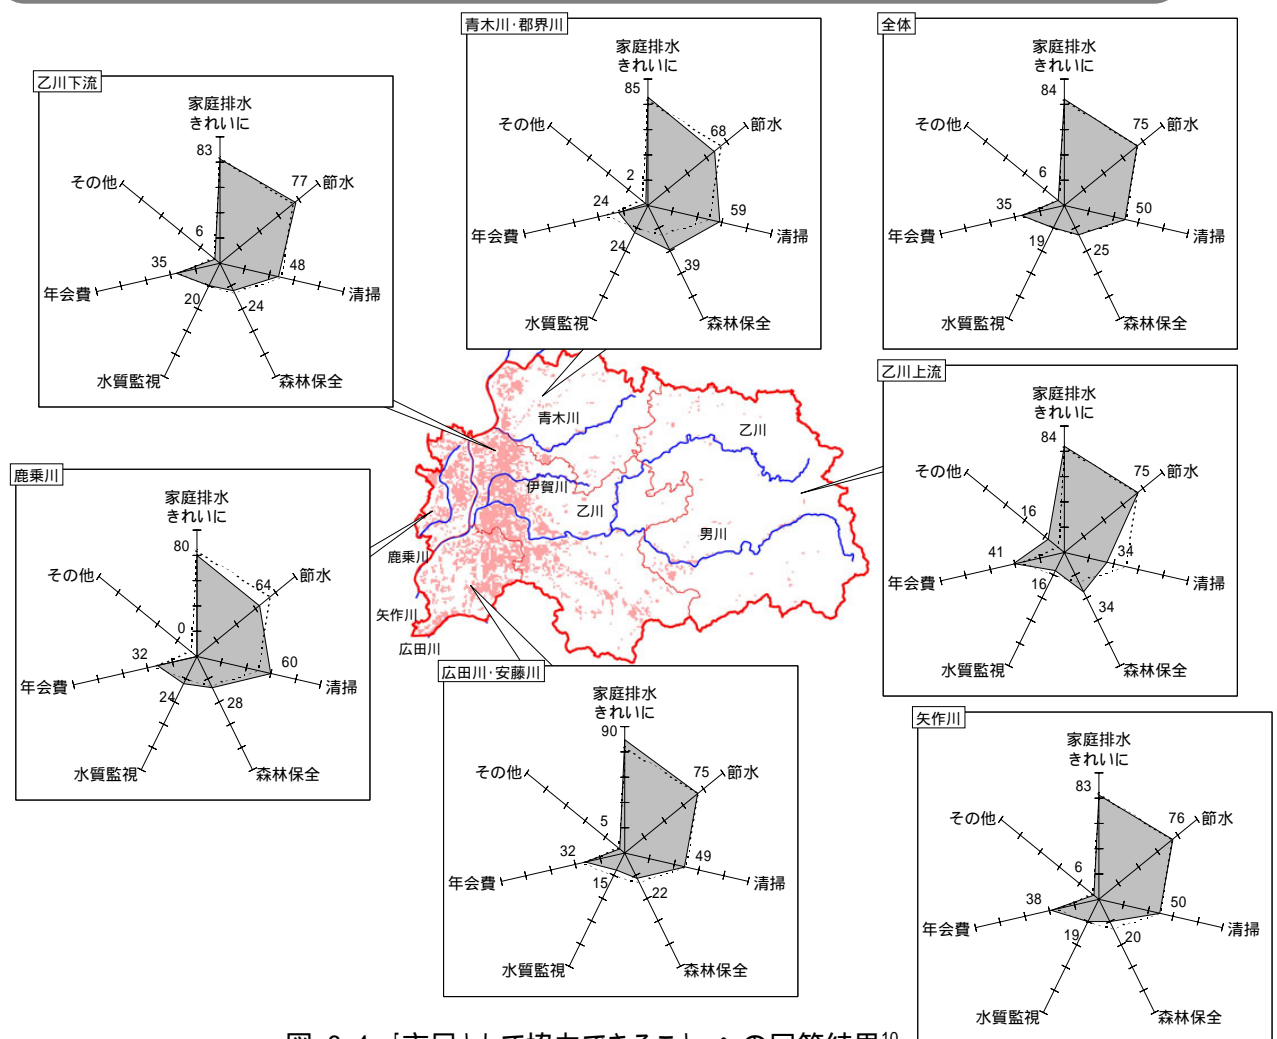 青木川・郡界川
家庭排水
きれいに
85
節水
68
清掃
59
森林保全
39
水質監視
24
年会費
24
その他
2
全体
家庭排水
きれいに
84
節水
75
清掃
50
森林保全
25
水質監視
19
年会費
35
その他
6
乙川下流
家庭排水
きれいに
83
節水
77
清掃
48
森林保全
24
水質監視
20
年会費
35
その他
6
乙川上流
家庭排水
きれいに
84
節水
75
清掃
34
森林保全
34
水質監視
16
年会費
41
その他
16
青木川
乙川
伊賀川
乙川
男川
鹿乗川
矢作川
広田川
鹿乗川
家庭排水
きれいに
80
節水
64
清掃
60
森林保全
28
水質監視
24
年会費
32
その他
0
広田川・安藤川
家庭排水
きれいに
90
節水
75
清掃
49
森林保全
22
水質監視
15
年会費
32
その他
5
矢作川
家庭排水
きれいに
83
節水
76
清掃
50
森林保全
20
水質監視
19
年会費
38
その他
6